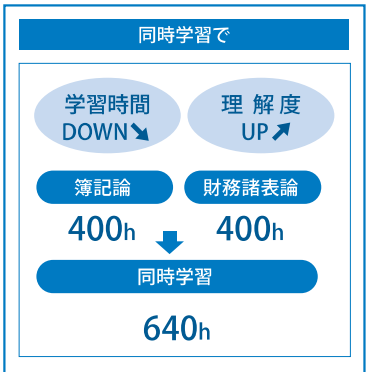 同時学習で
学習時間
DOWN↘
理解度
UP↗
簿記論
財務諸表論
400h
400h
同時学習
640h